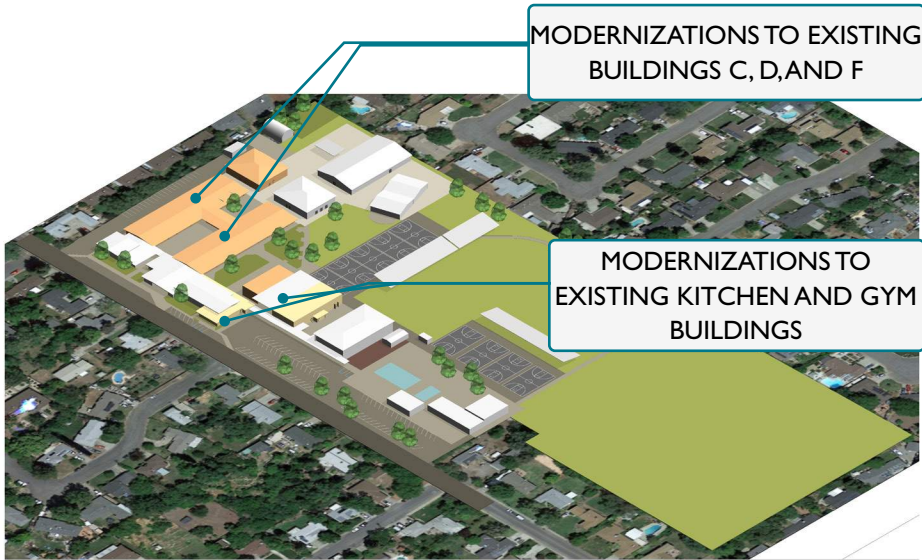 MODERNIZATIONS TO EXISTING
BUILDINGS C, D, AND F
MODERNIZATIONS TO
EXISTING KITCHEN AND GYM
BUILDINGS